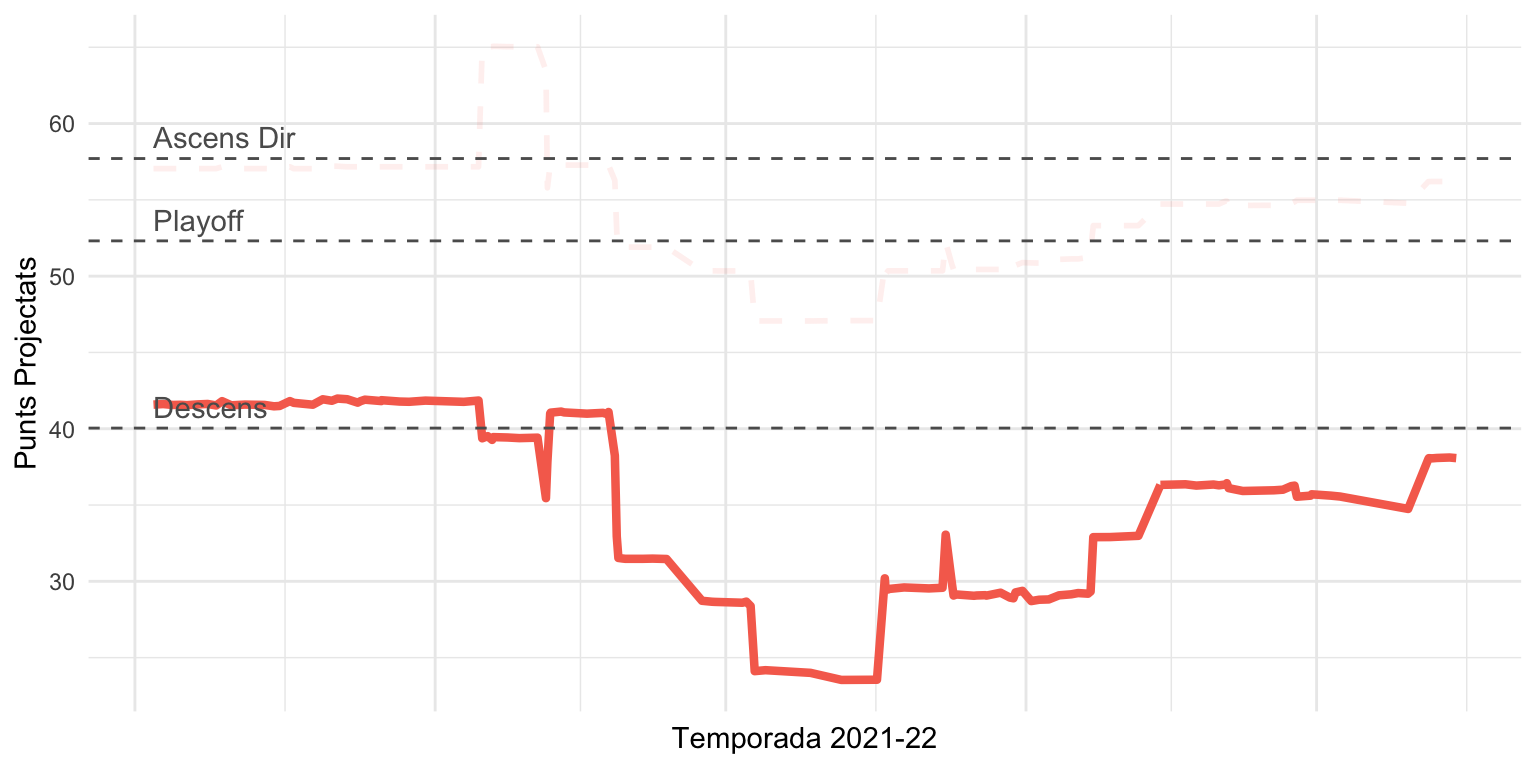 60
Ascens Dir
Playoff
50
Descens
40
30
Punts Projectats
Temporada 2021-22